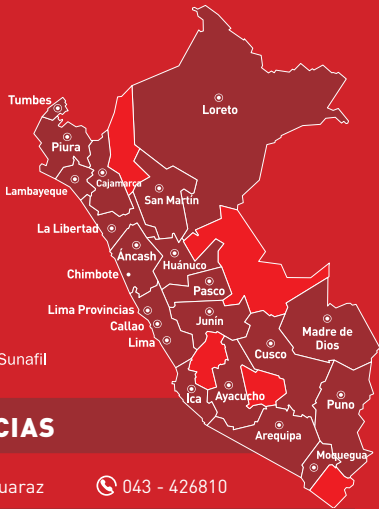 Tumbes
Loreto
Piura
Cajamarca
Lambayeque
San Martín
La Libertad
Áncash
Huánuco
Chimbote
Pasco
Lima Provincias
Callao
Junín
Lima
Madre de
Dios
Cusco
Sunafil
Ica
Ayacucho
Puno
CIAS
Arequipa
Moquegua
uaraz
043 - 426810